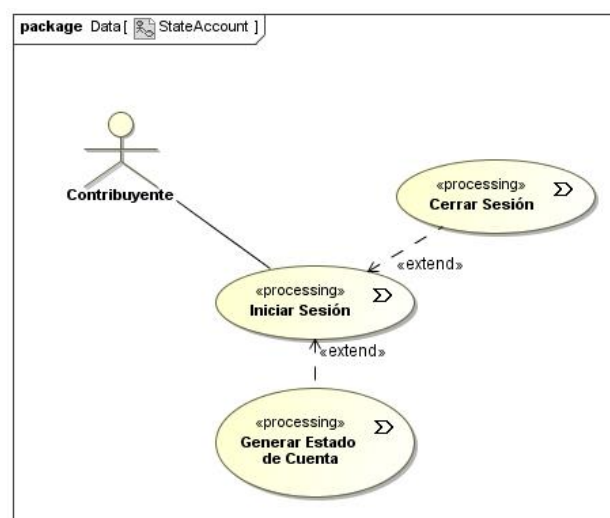 package Data[ StateAccount ]
Contribuyente
«processing»
Cerrar Sesión
«extend»
«processing»
Iniciar Sesión
«extend»
«processing»
Generar Estado
de Cuenta